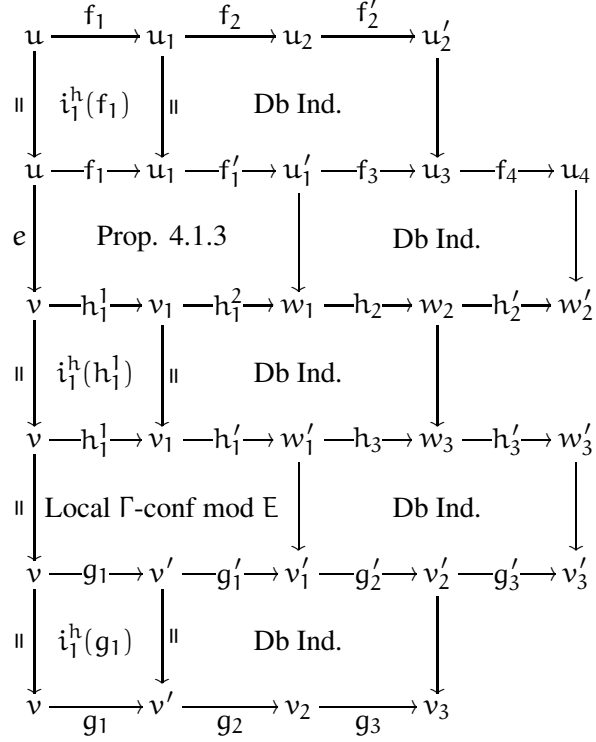 f₁ f₂ f₂′
u u₁ u₂ u₂′
= i₁ʰ(f₁) = Db Ind.
u f₁ u₁ f₁′ u₁′ f₃ u₃ f₄ u₄
e Prop. 4.1.3 Db Ind.
v h₁¹ v₁ h₁² w₁ h₂ w₂ h₂′ w₂′
= i₁ʰ(h₁¹) = Db Ind.
v h₁¹ v₁ h₁′ w₁′ h₃ w₃ h₃′ w₃′
= Local Γ-conf mod E Db Ind.
v g₁ v′ g₁′ v₁′ g₂′ v₂′ g₃′ v₃′
= i₁ʰ(g₁) = Db Ind.
v v′ v₂ v₃
g₁ g₂ g₃